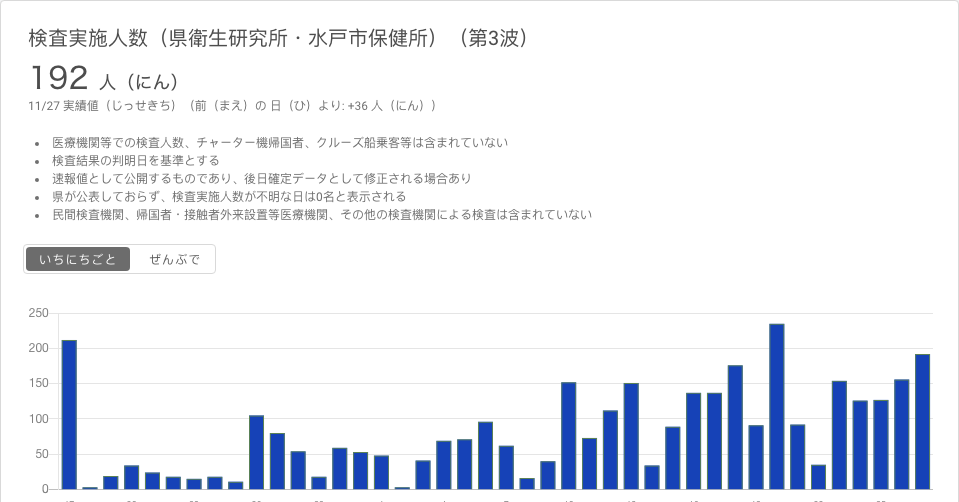 検査実施人数（県衛生研究所・水戸市保健所）（第3波）
192 人（にん）
11/27 実績値（じっせきち）（前（まえ）の 日（ひ）より: +36 人（にん））
医療機関等での検査人数、チャーター機帰国者、クルーズ船乗客等は含まれていない
検査結果の判明日を基準とする
速報値として公開するものであり、後日確定データとして修正される場合あり
県が公表しておらず、検査実施人数が不明な日は0名と表示される
民間検査機関、帰国者・接触者外来設置等医療機関、その他の検査機関による検査は含まれていない
いちにちごと ぜんぶで
250
200
150
100
50
0